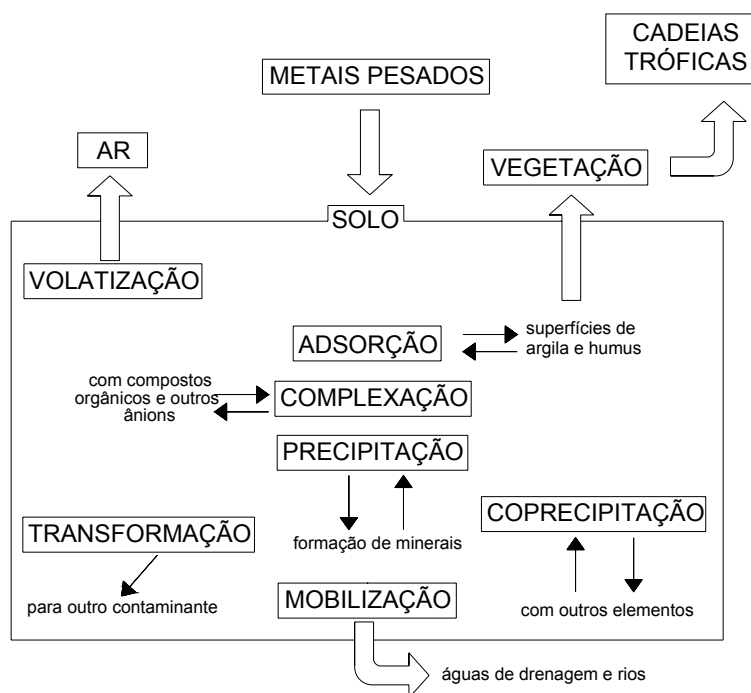 CADEIAS
TRÓFICAS
METAIS PESADOS
AR
VEGETAÇÃO
SOLO
VOLATIZAÇÃO
ADSORÇÃO
superfícies de
argila e humus
com compostos
orgânicos e outros
ânions
COMPLEXAÇÃO
PRECIPITAÇÃO
TRANSFORMAÇÃO
COPRECIPITAÇÃO
formação de minerais
para outro contaminante
MOBILIZAÇÃO
com outros elementos
águas de drenagem e rios